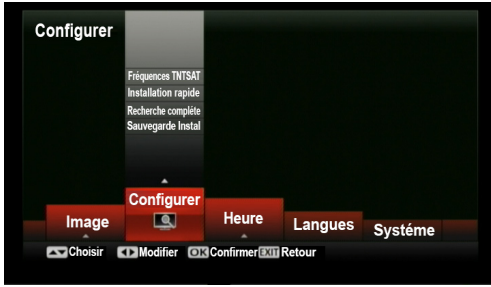 Configurer
Fréquences TNTSAT
Installation rapide
Recherche complète
Sauvegarde Instal
Image
Configurer
Heure
Langues
Systéme
Choisir Modifier OK Confirmer EXIT Retour